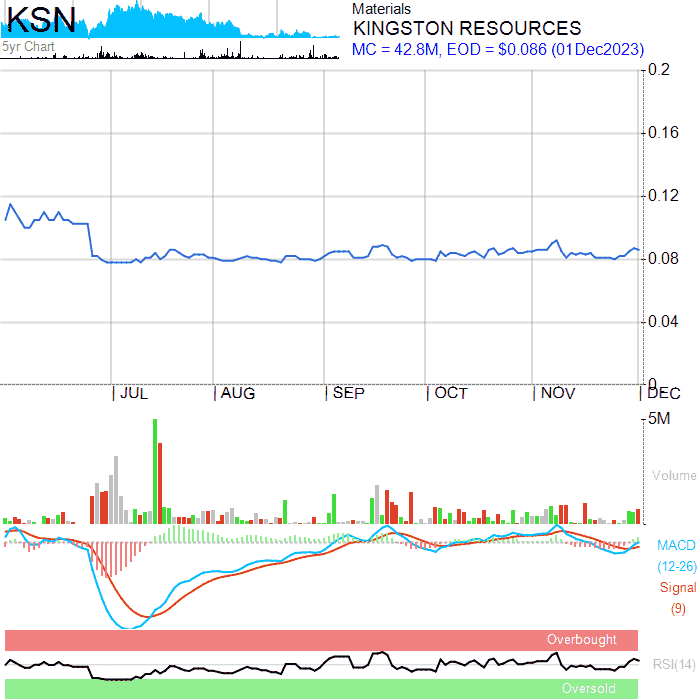 KSN
5yr Chart
Materials
KINGSTON RESOURCES
MC = 42.8M, EOD = $0.086 (01Dec2023)
0.2
0.16
0.12
0.08
0.04
0
JUL AUG SEP OCT NOV DEC
5M
Volume
MACD
(12-26)
Signal
(9)
Overbought
RSI(14)
Oversold